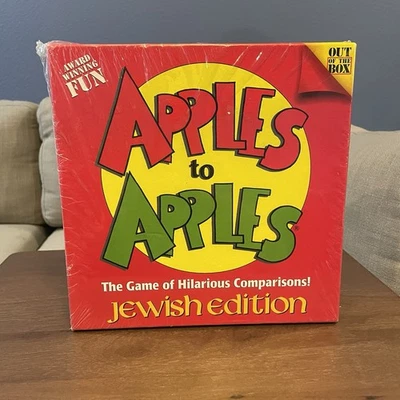 AWARD
WINNING
FUN
OUT
OF THE
BOX
APPLES
to
APPLES®
The Game of Hilarious Comparisons!
Jewish edition